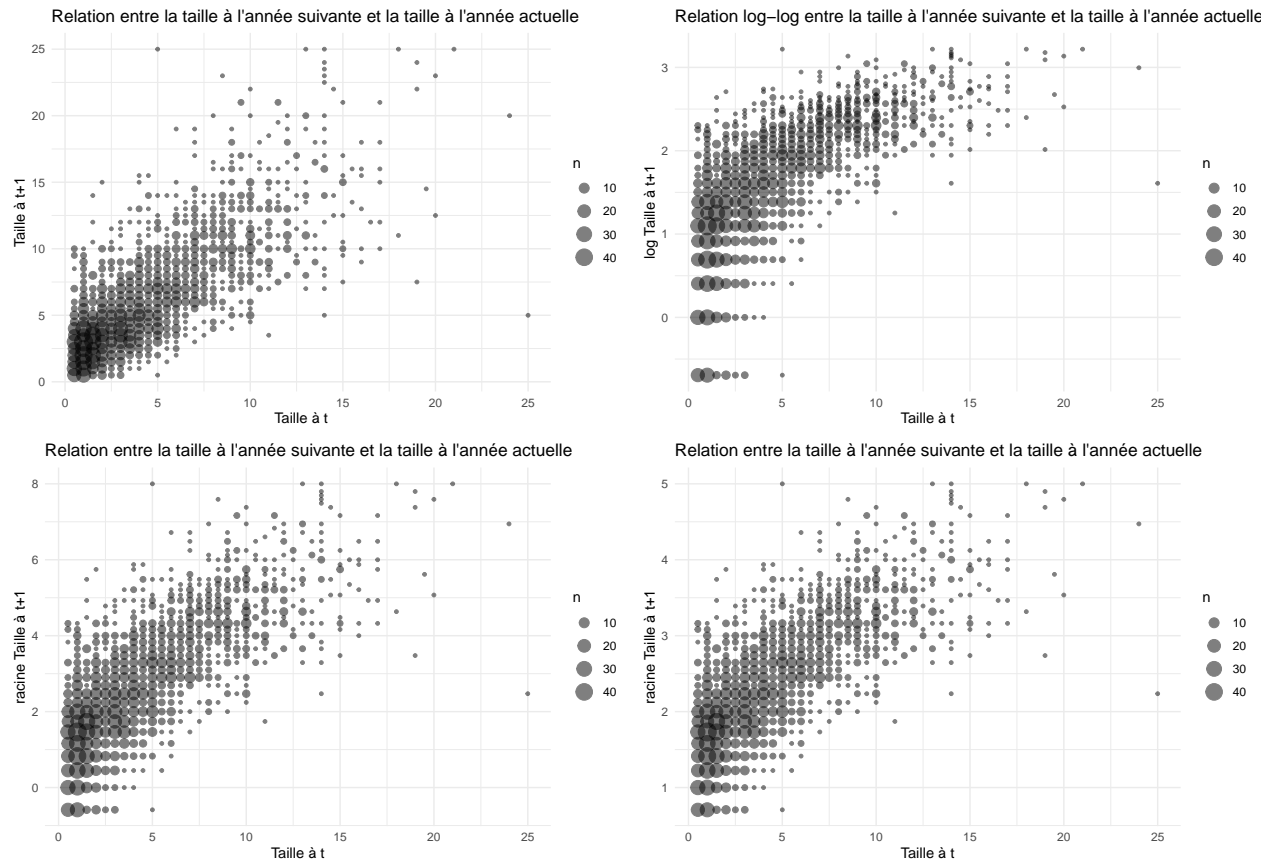 Relation entre la taille à l'année suivante et la taille à l'année actuelle
25
20
15
10
5
0
Taille à t+1
0 5 10 15 20 25
Taille à t
n
10
20
30
40
Relation log−log entre la taille à l'année suivante et la taille à l'année actuelle
3
2
1
0
log Taille à t+1
0 5 10 15 20 25
Taille à t
n
10
20
30
40
Relation entre la taille à l'année suivante et la taille à l'année actuelle
8
6
4
2
0
racine Taille à t+1
0 5 10 15 20 25
Taille à t
n
10
20
30
40
Relation entre la taille à l'année suivante et la taille à l'année actuelle
5
4
3
2
1
racine Taille à t+1
0 5 10 15 20 25
Taille à t
n
10
20
30
40